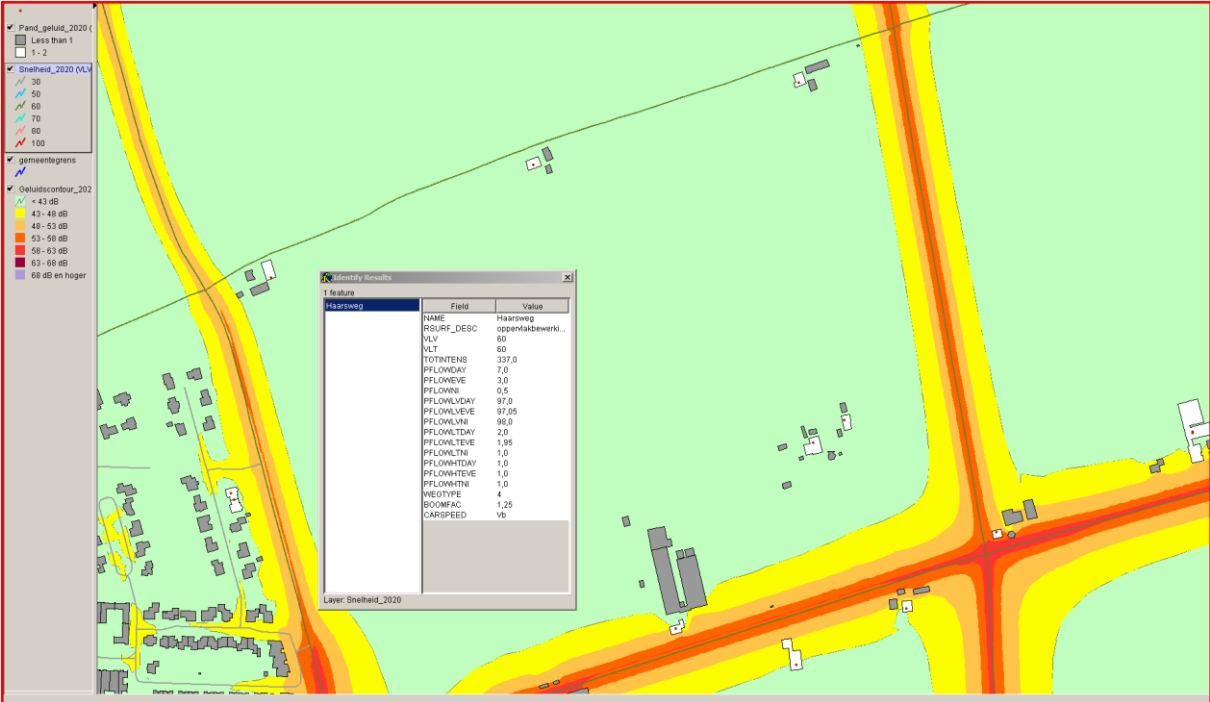 Pand_geluid_2020 (
Less than 1
1 - 2
Snelheid_2020 (VLV
30
50
60
70
80
100
gemeentegrens
Geluidscontour_202
< 43 dB
43 - 48 dB
48 - 53 dB
53 - 58 dB
58 - 63 dB
63 - 68 dB
68 dB en hoger
Identify Results
1 feature
Haarsweg
Field Value
NAME Haarsweg
RSURF_DESC oppervlakbewerki...
VLV 60
VLT 60
TOTINTENS 337,0
PFLOWDAY 7,0
PFLOWEVE 3,0
PFLOWNI 0,5
PFLOWLVDAY 97,0
PFLOWLVEVE 97,05
PFLOWLVNI 98,0
PFLOWLTDAY 2,0
PFLOWLTEVE 1,95
PFLOWLTNI 1,0
PFLOWHTDAY 1,0
PFLOWHTEVE 1,0
PFLOWHTNI 1,0
WEGTYPE 4
BOOMFAC 1,25
CARSPEED Vb
Layer: Snelheid_2020